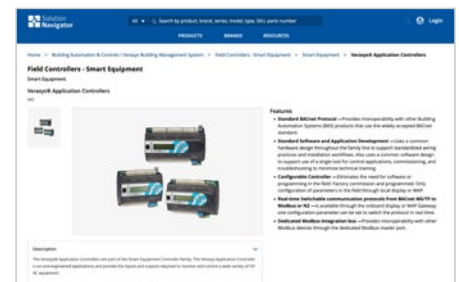 Solution
Navigator
All
Search by product, brand, series, model, type, SKU, parts number
Login
PRODUCTS BRANDS RESOURCES
Home > Building Automation & Controls / Verasys Building Management System > Field Controllers - Smart Equipment > Smart Equipment > Verasys® Application Controllers
Field Controllers - Smart Equipment
Smart Equipment
Verasys® Application Controllers
Features
• Standard BACnet Protocol —Provides interoperability with other Building
Automation Systems (BAS) products that use the widely accepted BACnet
standard.
• Standard Software and Application Development —Uses a common
hardware design throughout the family line to support standardized wiring
practices and installation workflows. Also uses a common software design
to support use of a single tool for control applications, commissioning, and
troubleshooting to minimize technical training.
• Configurable Controller —Eliminates the need for software or
programming in the field. Factory commission and programmed. Only
configuration of parameters in the field through local display or MAP.
• Real-time Switchable communication protocols from BACnet MS/TP to
Modbus or N2 —is available through the onboard display or MAP Gateway
one configuration parameter can be set to switch the protocol in real time.
• Dedicated Modbus integration bus —Provides interoperability with other
Modbus devices through the dedicated Modbus master port.
Description
The Verasys® Application Controllers are part of the Smart Equipment Controller family. The Verasys Application Controller
is run pre-engineered applications and provide the inputs and outputs required to monitor and control a wide variety of HV
AC equipment.